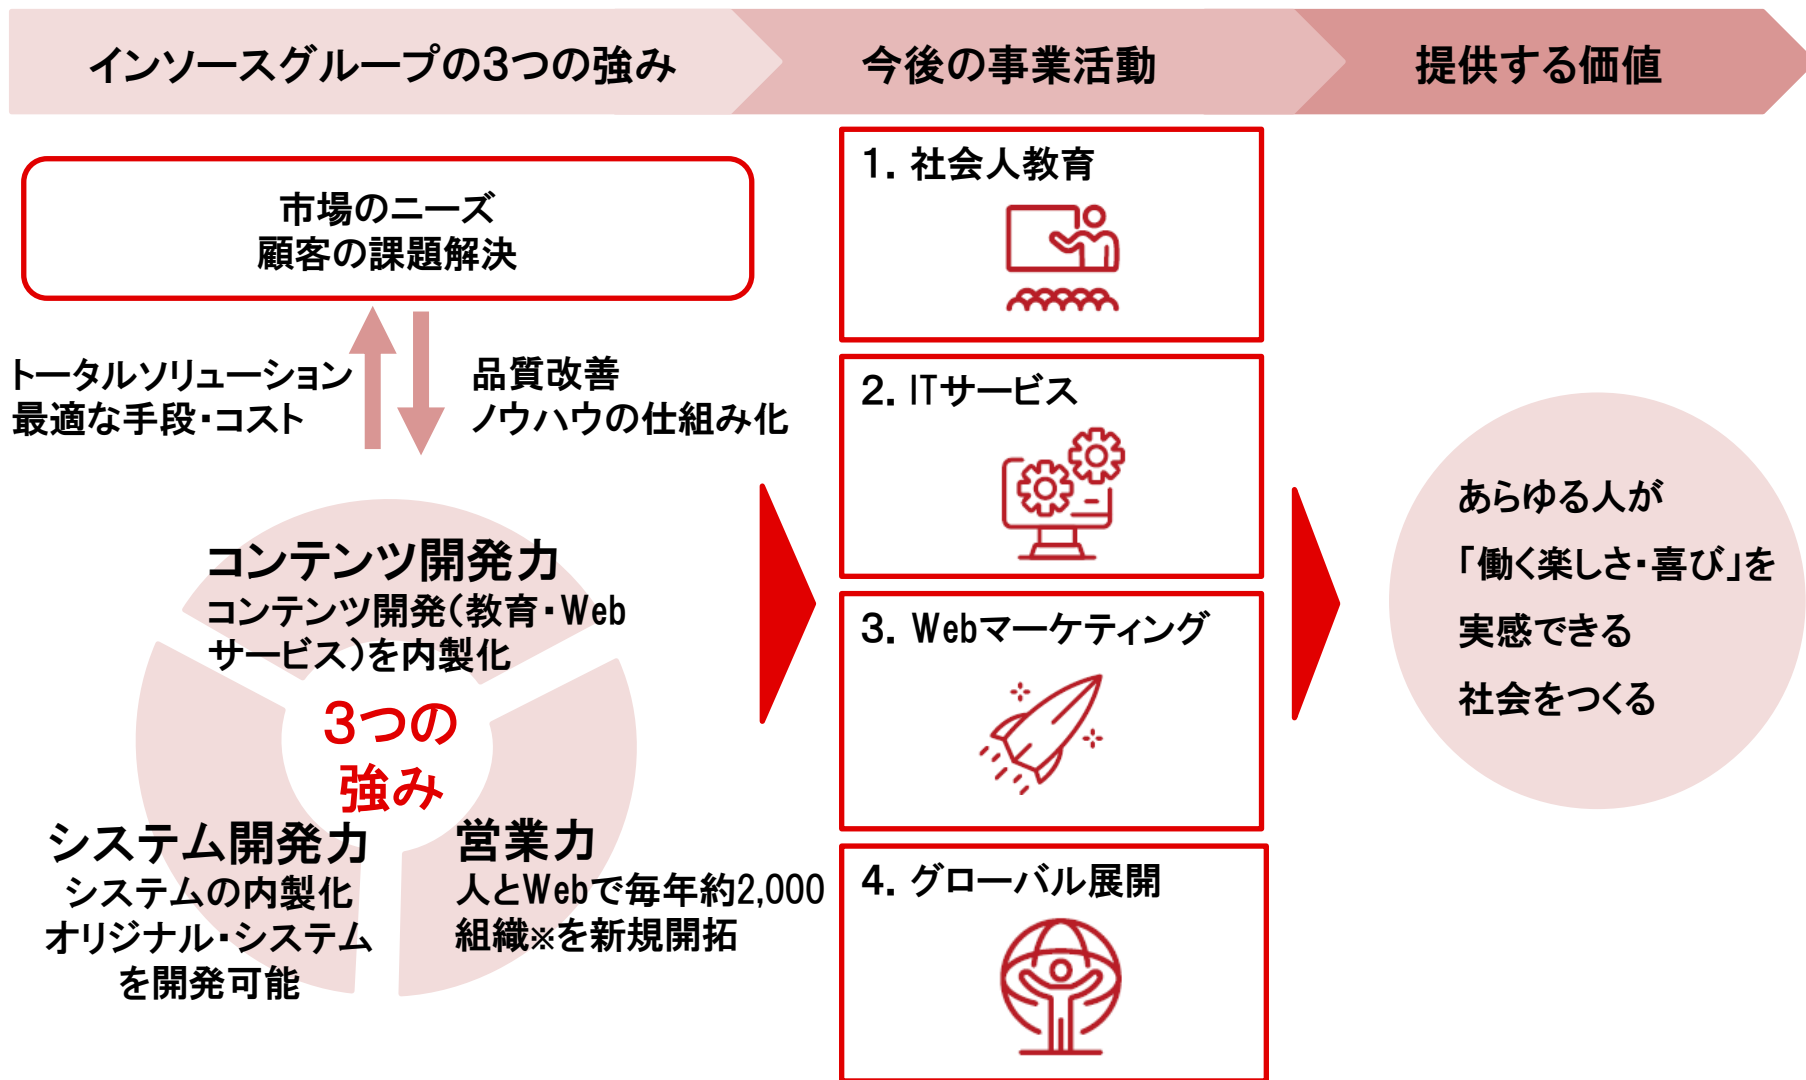 インソースグループの3つの強み
今後の事業活動
提供する価値
市場のニーズ
顧客の課題解決
トータルソリューション
最適な手段・コスト
品質改善
ノウハウの仕組み化
コンテンツ開発力
コンテンツ開発(教育・Web
サービス)を内製化
3つの
強み
システム開発力
システムの内製化
オリジナル・システム
を開発可能
営業力
人とWebで毎年約2,000
組織※を新規開拓
1. 社会人教育
2. ITサービス
3. Webマーケティング
4. グローバル展開
あらゆる人が
「働く楽しさ・喜び」を
実感できる
社会をつくる